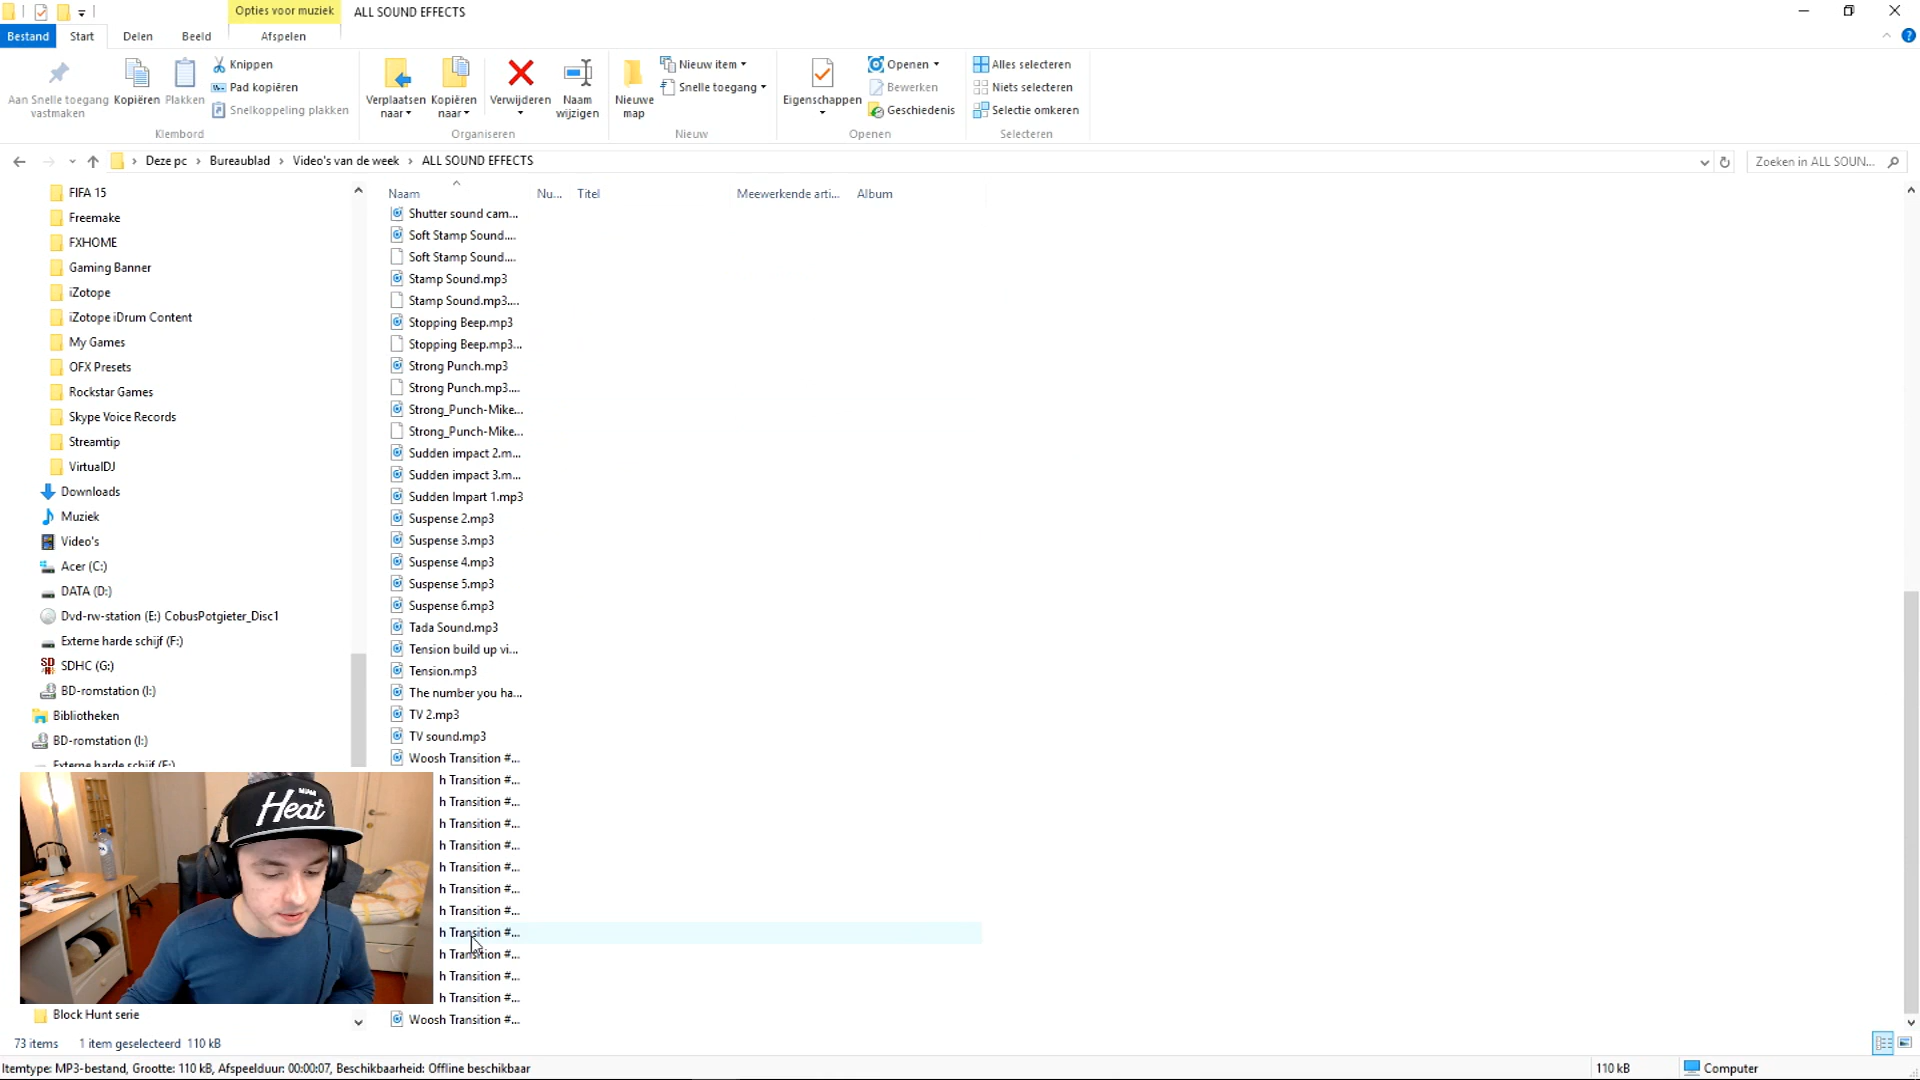 Opties voor muziek
ALL SOUND EFFECTS
Bestand
Start
Delen
Beeld
Afspelen
Aan Snelle toegang vastmaken
Kopiëren
Plakken
Knippen
Pad kopiëren
Snelkoppeling plakken
Klembord
Verplaatsen naar
Kopiëren naar
Verwijderen
Naam wijzigen
Organiseren
Nieuwe map
Nieuw item
Snelle toegang
Nieuw
Eigenschappen
Openen
Bewerken
Geschiedenis
Openen
Alles selecteren
Niets selecteren
Selectie omkeren
Selecteren
Deze pc › Bureaublad › Video's van de week › ALL SOUND EFFECTS
Zoeken in ALL SOUN...
FIFA 15
Freemake
FXHOME
Gaming Banner
iZotope
iZotope iDrum Content
My Games
OFX Presets
Rockstar Games
Skype Voice Records
Streamtip
VirtualDJ
Downloads
Muziek
Video's
Acer (C:)
DATA (D:)
Dvd-rw-station (E:) CobusPotgieter_Disc1
Externe harde schijf (F:)
SDHC (G:)
BD-romstation (I:)
Bibliotheken
BD-romstation (I:)
Externe harde schijf (F:)
Block Hunt serie
Naam
Nu...
Titel
Meewerkende arti...
Album
Shutter sound cam...
Soft Stamp Sound....
Soft Stamp Sound....
Stamp Sound.mp3
Stamp Sound.mp3....
Stopping Beep.mp3
Stopping Beep.mp3...
Strong Punch.mp3
Strong Punch.mp3....
Strong_Punch-Mike...
Strong_Punch-Mike...
Sudden impact 2.m...
Sudden impact 3.m...
Sudden Impart 1.mp3
Suspense 2.mp3
Suspense 3.mp3
Suspense 4.mp3
Suspense 5.mp3
Suspense 6.mp3
Tada Sound.mp3
Tension build up vi...
Tension.mp3
The number you ha...
TV 2.mp3
TV sound.mp3
Woosh Transition #...
h Transition #...
h Transition #...
h Transition #...
h Transition #...
h Transition #...
h Transition #...
h Transition #...
h Transition #...
h Transition #...
h Transition #...
h Transition #...
Woosh Transition #...
MIAMI
Heat
73 items
1 item geselecteerd 110 kB
Itemtype: MP3-bestand, Grootte: 110 kB, Afspeelduur: 00:00:07, Beschikbaarheid: Offline beschikbaar
110 kB
Computer